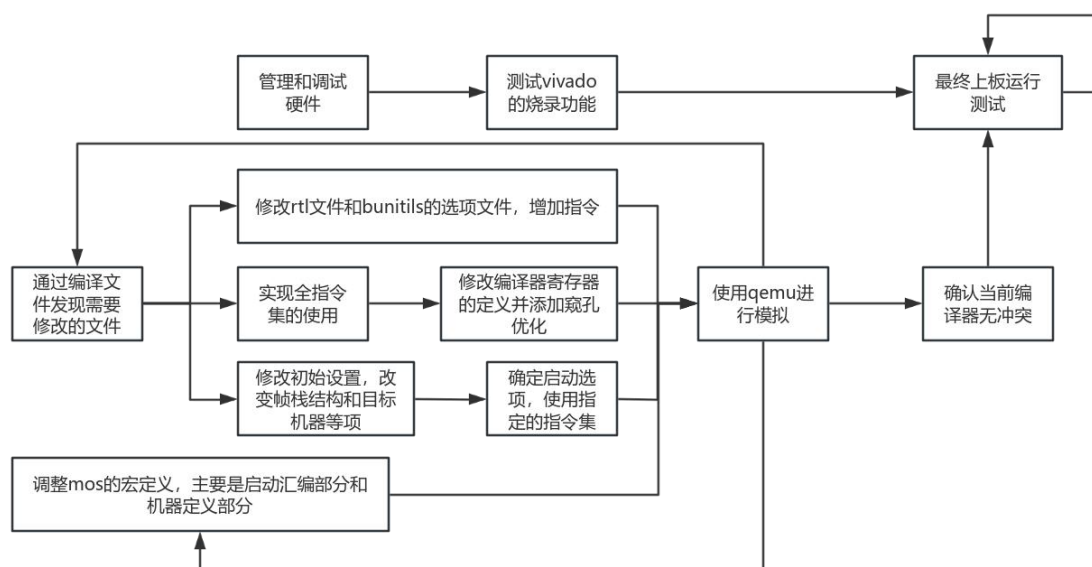 管理和调试
硬件
测试vivado
的烧录功能
最终上板运行
测试
修改rtl文件和bunitils的选项文件，增加指令
通过编译文
件发现需要
修改的文件
实现全指令
集的使用
修改编译器寄存器
的定义并添加窥孔
优化
使用qemu进
行模拟
确认当前编
译器无冲突
修改初始设置，改
变帧栈结构和目标
机器等项
确定启动选
项，使用指
定的指令集
调整mos的宏定义，主要是启动汇编部分和
机器定义部分